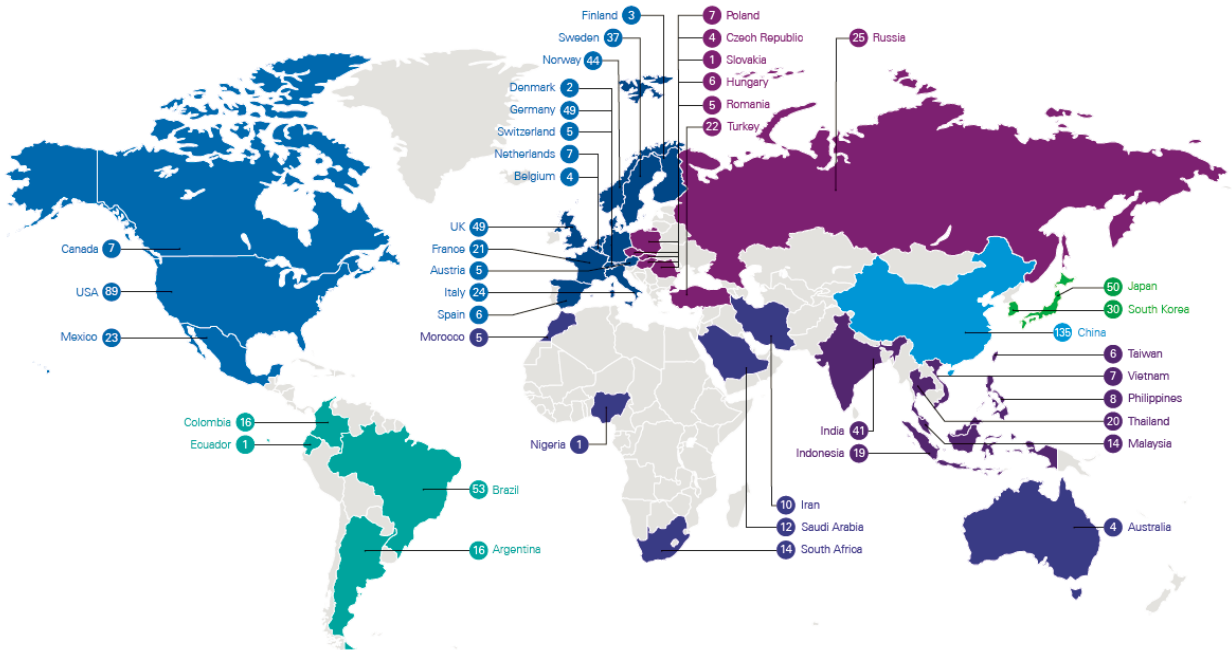 Finland 3
Sweden 37
Norway 44
Denmark 2
Germany 49
Switzerland 5
Netherlands 7
Belgium 4
UK 49
France 21
Austria 5
Italy 24
Spain 6
Morocco 5
7 Poland
4 Czech Republic
1 Slovakia
6 Hungary
5 Romania
22 Turkey
25 Russia
Canada 7
USA 89
Mexico 23
50 Japan
30 South Korea
135 China
6 Taiwan
7 Vietnam
8 Philippines
20 Thailand
14 Malaysia
India 41
Indonesia 19
Colombia 16
Ecuador 1
53 Brazil
16 Argentina
Nigeria 1
10 Iran
12 Saudi Arabia
14 South Africa
4 Australia